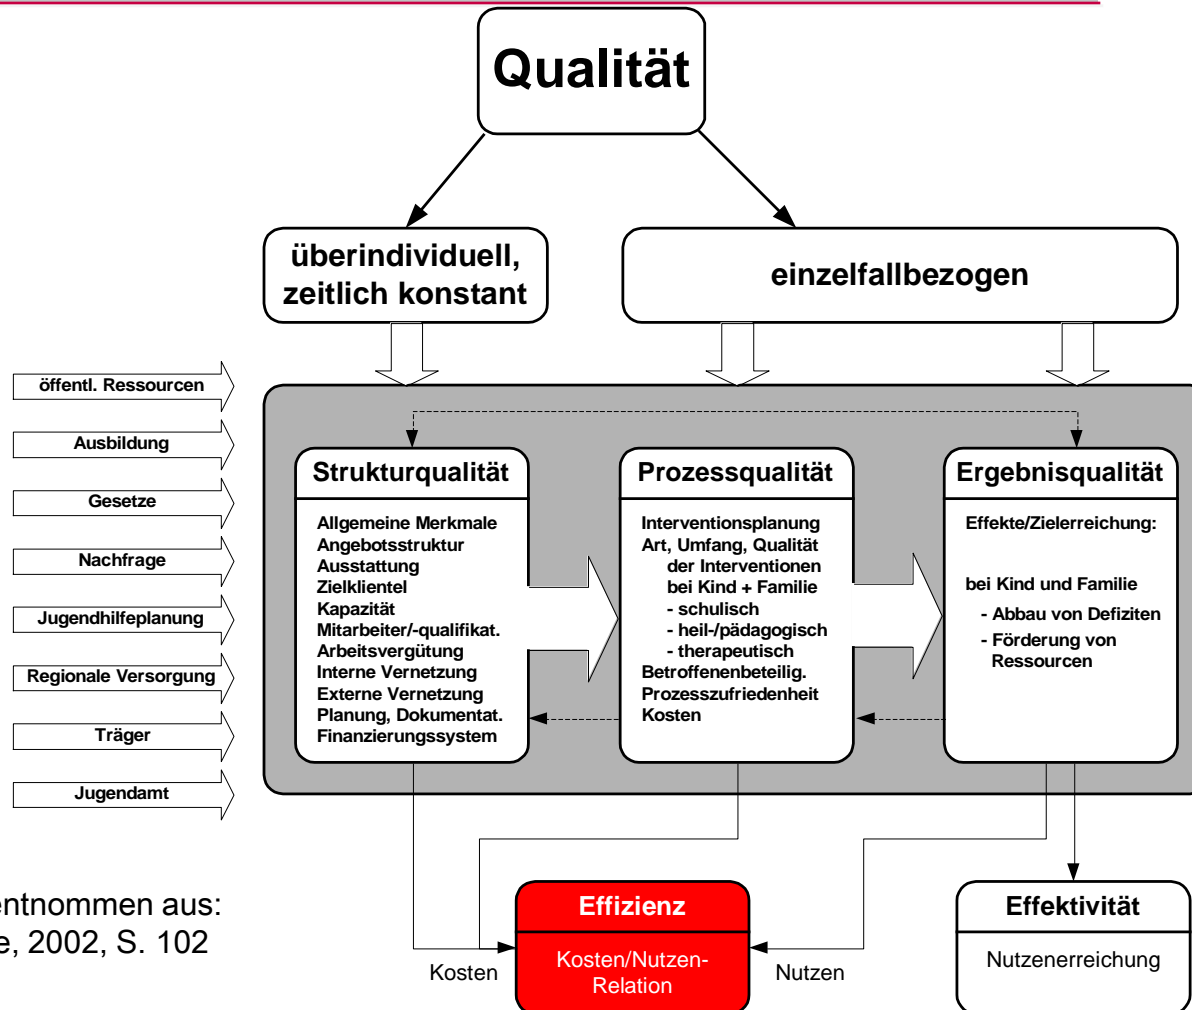 Qualität
überindividuell,
zeitlich konstant
einzelfallbezogen
öffentl. Ressourcen
Ausbildung
Gesetze
Nachfrage
Jugendhilfeplanung
Regionale Versorgung
Träger
Jugendamt
Strukturqualität
Allgemeine Merkmale
Angebotsstruktur
Ausstattung
Zielklientel
Kapazität
Mitarbeiter/-qualifikat.
Arbeitsvergütung
Interne Vernetzung
Externe Vernetzung
Planung, Dokumentat.
Finanzierungssystem
Prozessqualität
Interventionsplanung
Art, Umfang, Qualität
der Interventionen
bei Kind + Familie
- schulisch
- heil-/pädagogisch
- therapeutisch
Betroffenenbeteilig.
Prozesszufriedenheit
Kosten
Ergebnisqualität
Effekte/Zielerreichung:
bei Kind und Familie
- Abbau von Defiziten
- Förderung von
Ressourcen
entnommen aus:
e, 2002, S. 102
Kosten
Effizienz
Kosten/Nutzen-
Relation
Nutzen
Effektivität
Nutzenerreichung